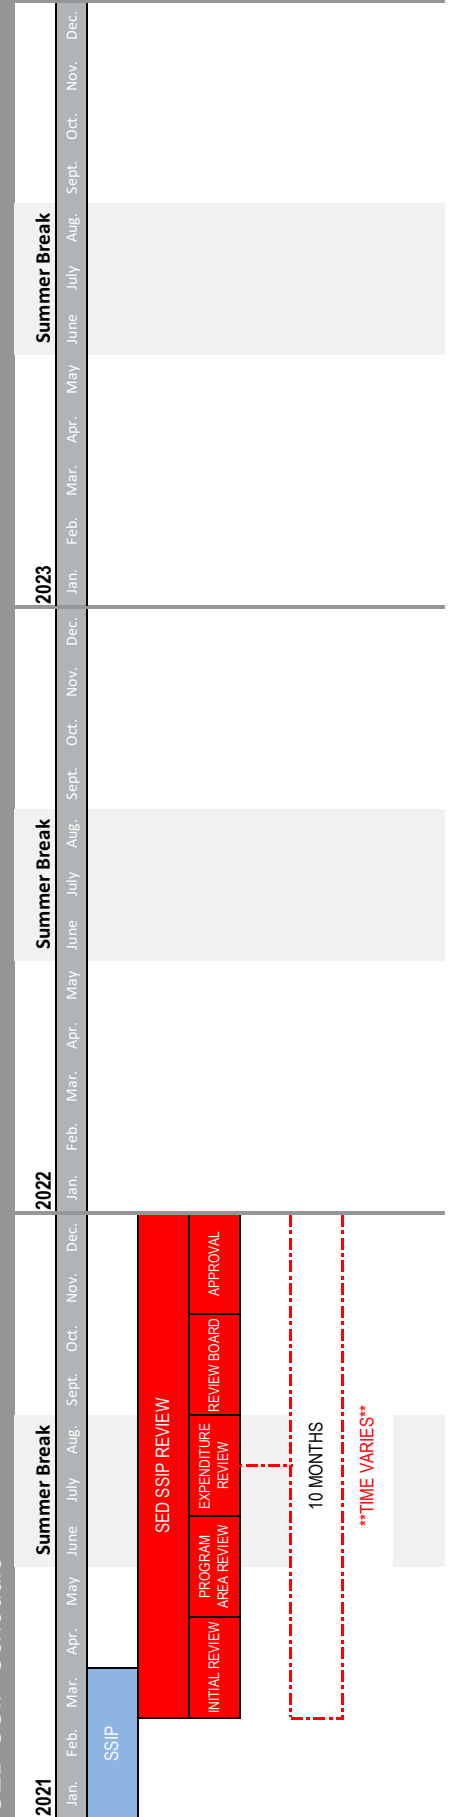 2021
Summer Break
2022
Summer Break
2023
Summer Break
Jan. Feb. Mar. Apr. May June July Aug. Sept. Oct. Nov. Dec.
Jan. Feb. Mar. Apr. May June July Aug. Sept. Oct. Nov. Dec.
Jan. Feb. Mar. Apr. May June July Aug. Sept. Oct. Nov. Dec.
SSIP
SED SSIP REVIEW
INITIAL REVIEW
PROGRAM
AREA REVIEW
EXPENDITURE
REVIEW
REVIEW BOARD
APPROVAL
10 MONTHS
**TIME VARIES**